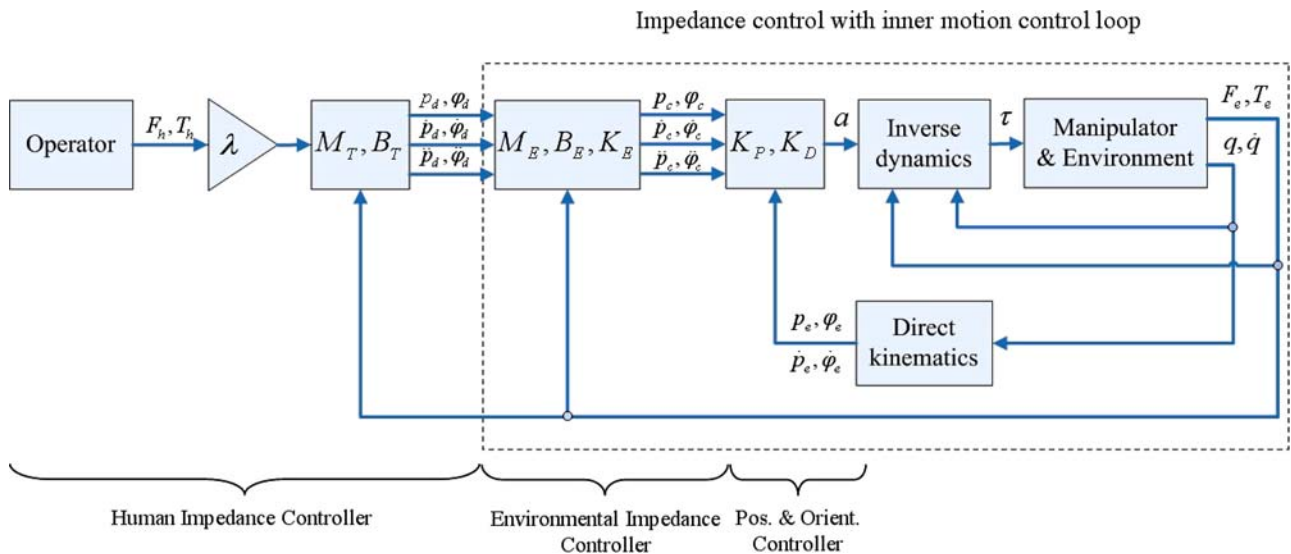 Impedance control with inner motion control loop
Operator
F_h, T_h
λ
M_T, B_T
p_d, φ_d
ṗ_d, φ̇_d
p̈_d, φ̈_d
M_E, B_E, K_E
p_c, φ_c
ṗ_c, φ̇_c
p̈_c, φ̈_c
K_P, K_D
a
Inverse
dynamics
τ
Manipulator
& Environment
F_e, T_e
q, q̇
p_e, φ_e
ṗ_e, φ̇_e
Direct
kinematics
Human Impedance Controller
Environmental Impedance
Controller
Pos. & Orient.
Controller